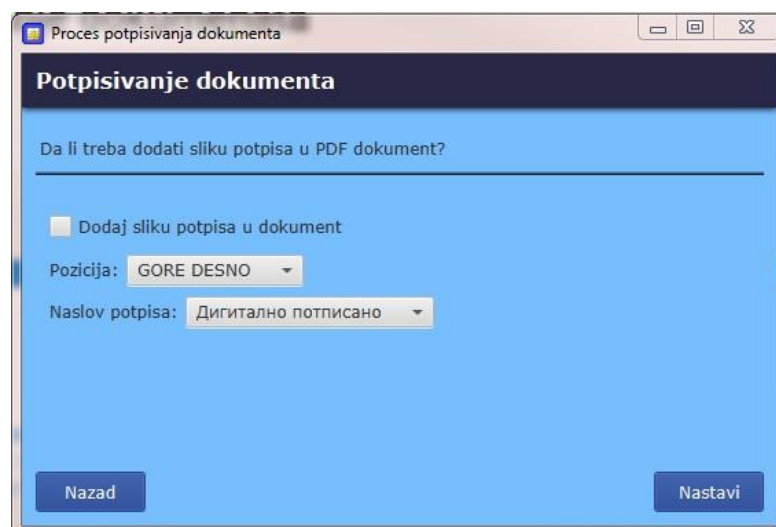 Proces potpisivanja dokumenta
Potpisivanje dokumenta
Da li treba dodati sliku potpisa u PDF dokument?
Dodaj sliku potpisa u dokument
Pozicija: GORE DESNO
Naslov potpisa: Дигитално потписано
Nazad Nastavi